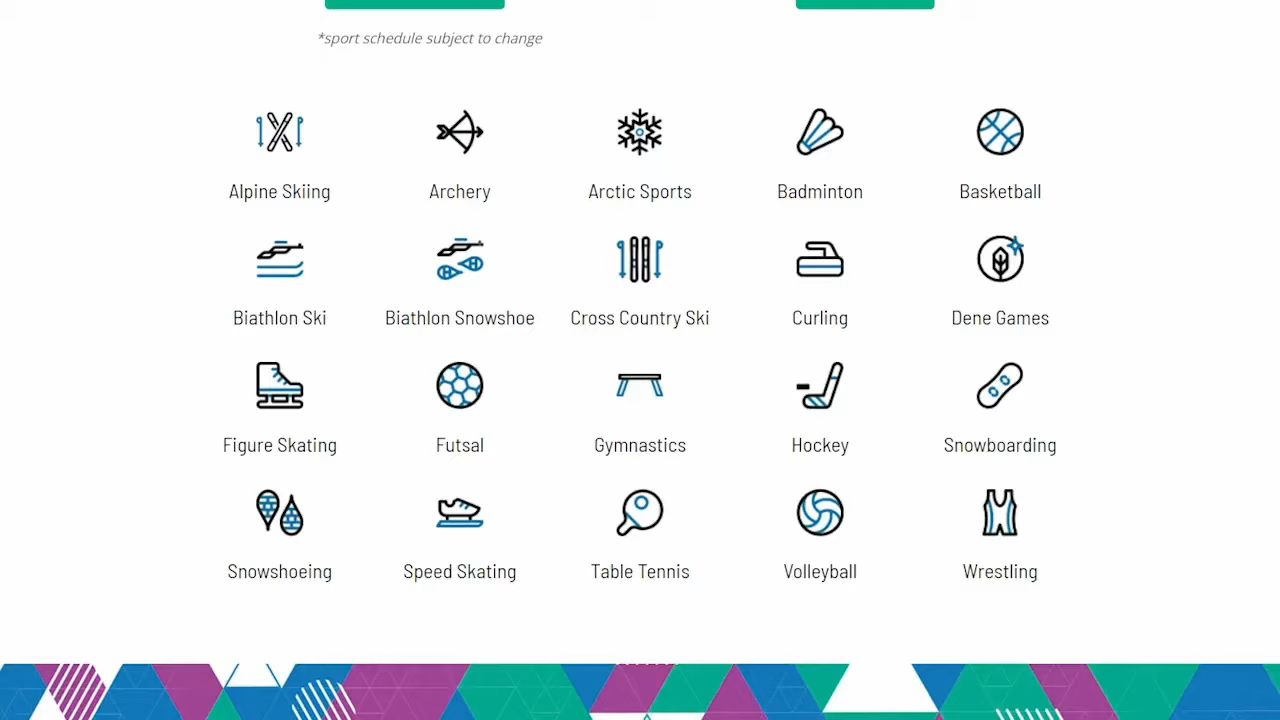 *sport schedule subject to change
Alpine Skiing
Archery
Arctic Sports
Badminton
Basketball
Biathlon Ski
Biathlon Snowshoe
Cross Country Ski
Curling
Dene Games
Figure Skating
Futsal
Gymnastics
Hockey
Snowboarding
Snowshoeing
Speed Skating
Table Tennis
Volleyball
Wrestling